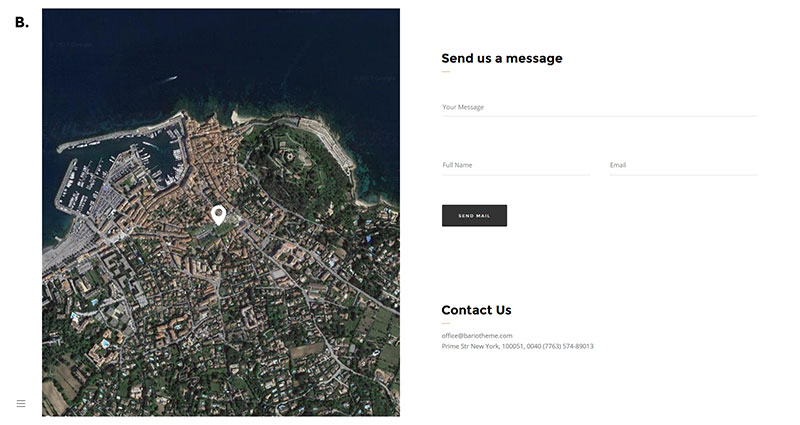 B.
Send us a message
Your Message
Full Name
Email
SEND MAIL
Contact Us
office@bariotheme.com
Prime Str New York, 100051, 0040 (7763) 574-89013